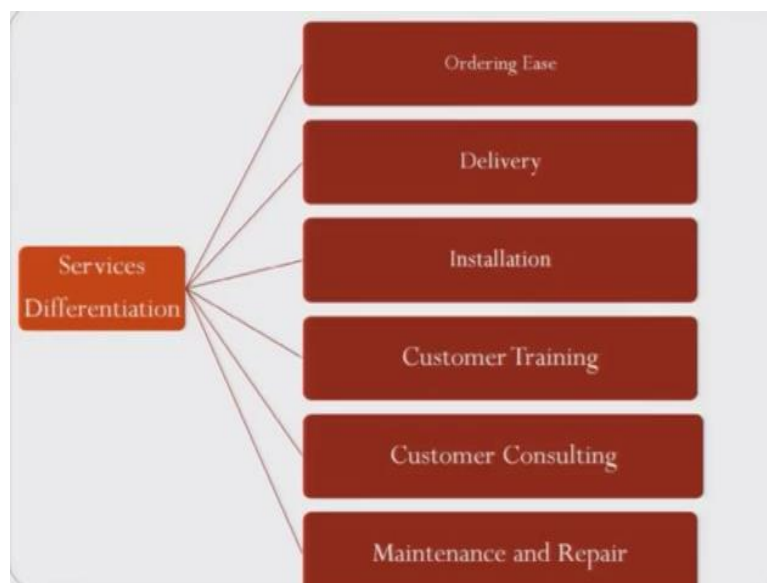 Services
Differentiation
Ordering Ease
Delivery
Installation
Customer Training
Customer Consulting
Maintenance and Repair